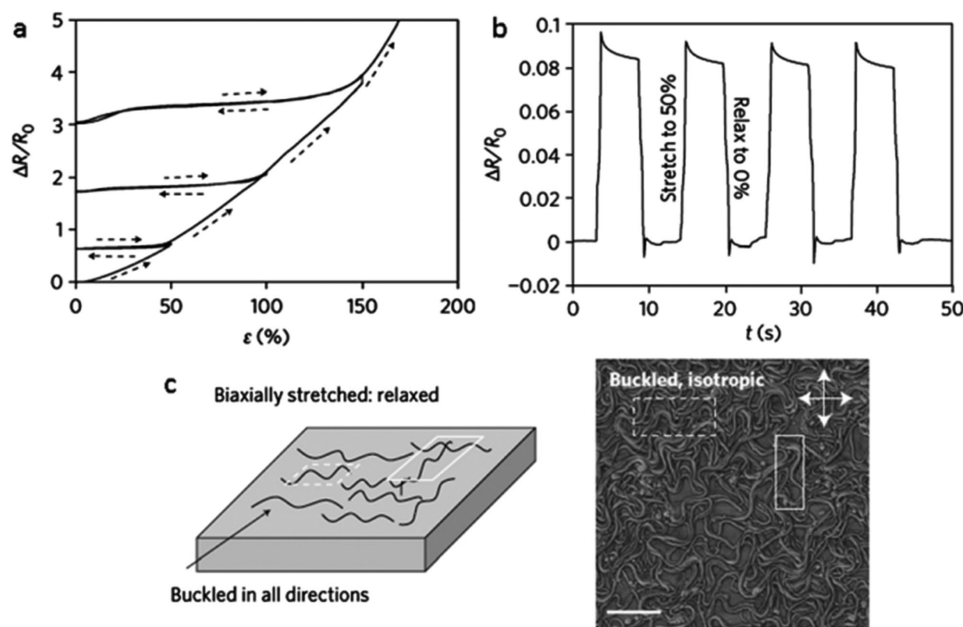 a
5
4
3
2
1
0
ΔR/R₀
0 50 100 150 200
ε (%)
b
0.1
0.08
0.06
0.04
0.02
0
−0.02
ΔR/R₀
Stretch to 50%
Relax to 0%
0 10 20 30 40 50
t (s)
c
Biaxially stretched: relaxed
Buckled in all directions
Buckled, isotropic